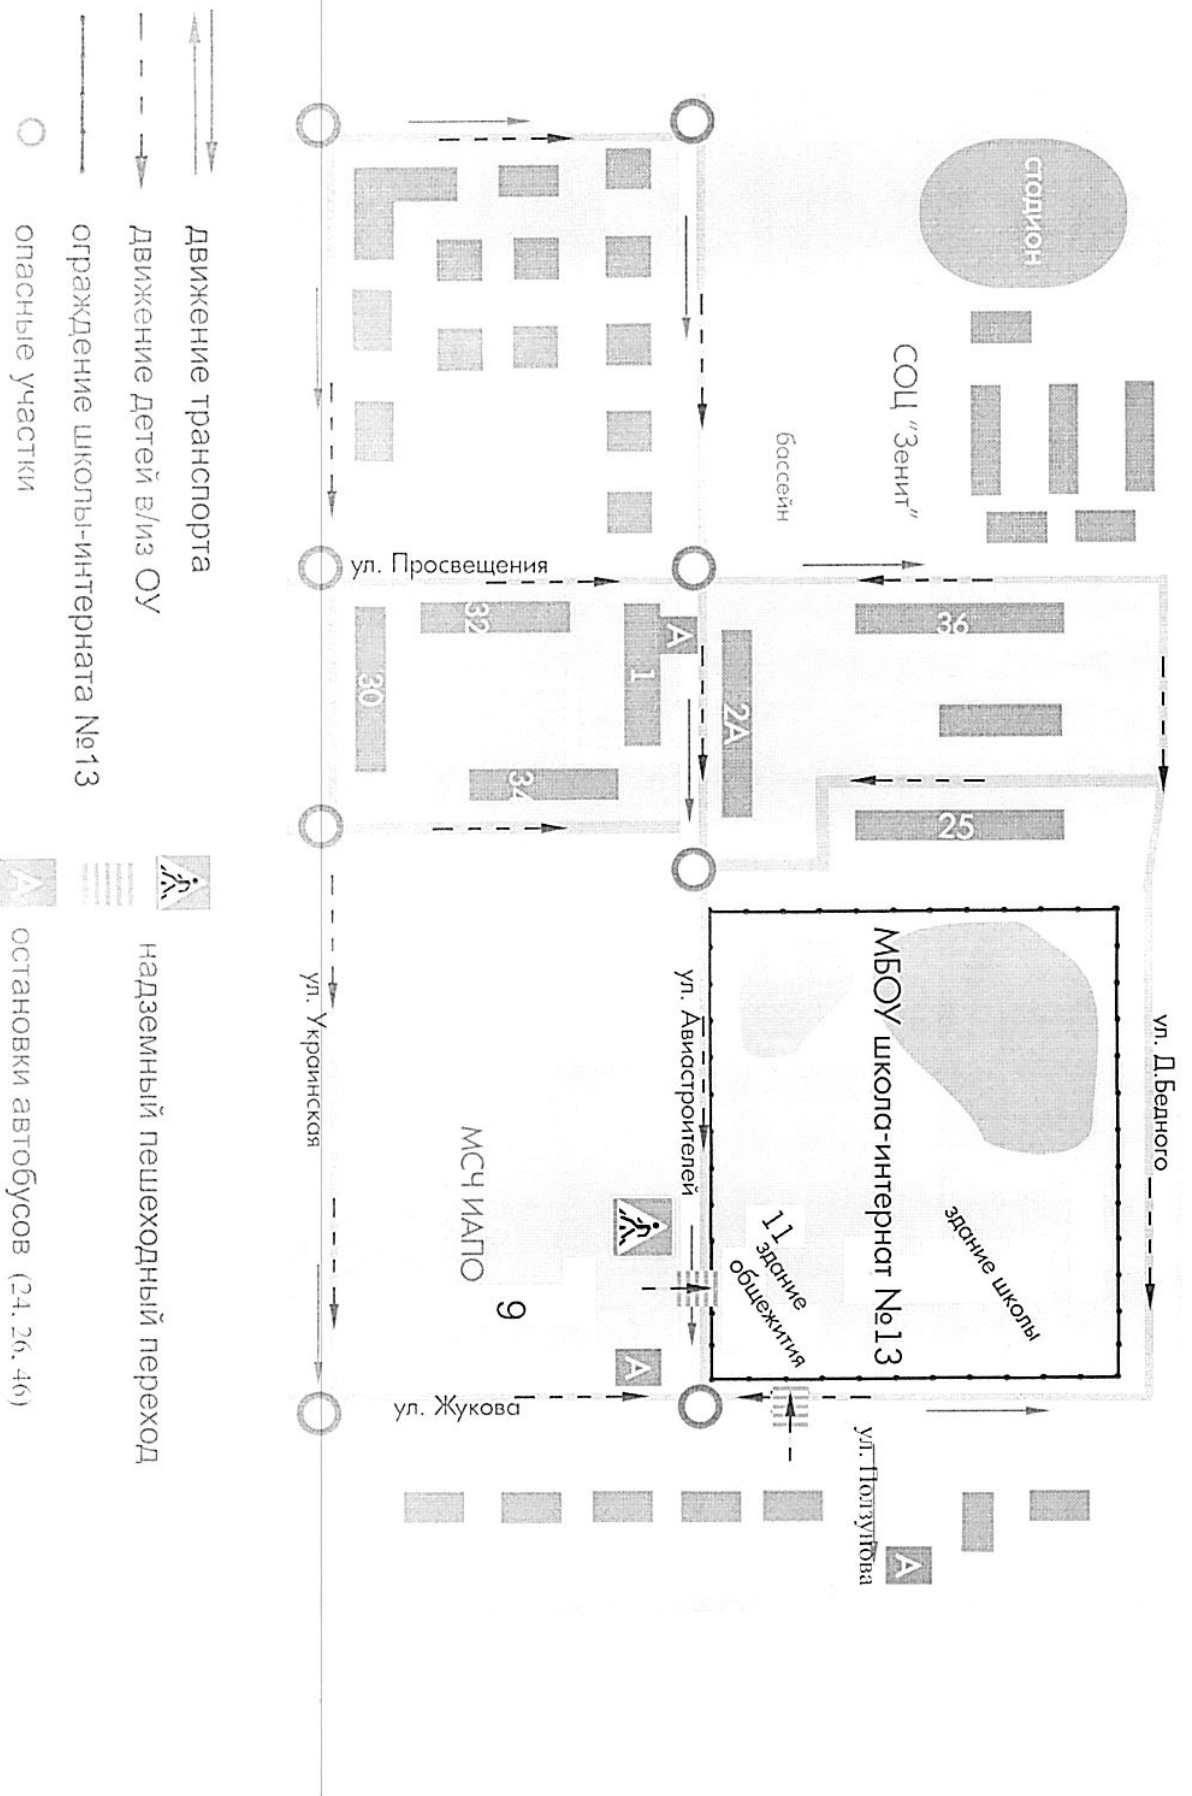 ул. Д.Бедного
стадион
СОЦ "Зенит"
бассейн
36
25
МБОУ школа-интернат №13
здание школы
11 здание
общежития
ул. Ползунова
А
2А
А
ул. Авиастроителей
1
32
34
30
ул. Просвещения
МСЧ ИАПО
9
А
ул. Жукова
ул. Украинская
движение транспорта
движение детей в/из ОУ
ограждение школы-интерната №13
опасные участки
надземный пешеходный переход
А
остановки автобусов (24, 26, 46)